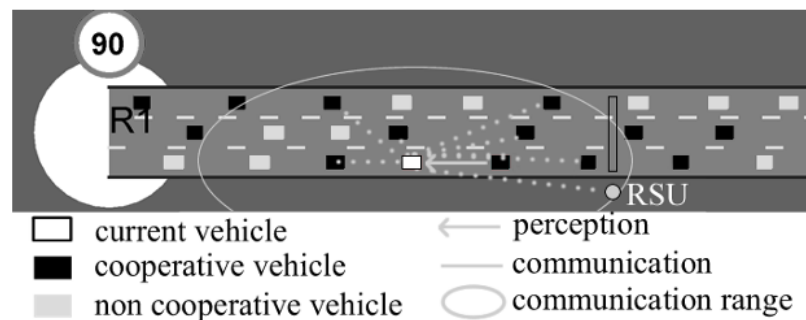 90
R1
RSU
current vehicle
perception
cooperative vehicle
communication
non cooperative vehicle
communication range